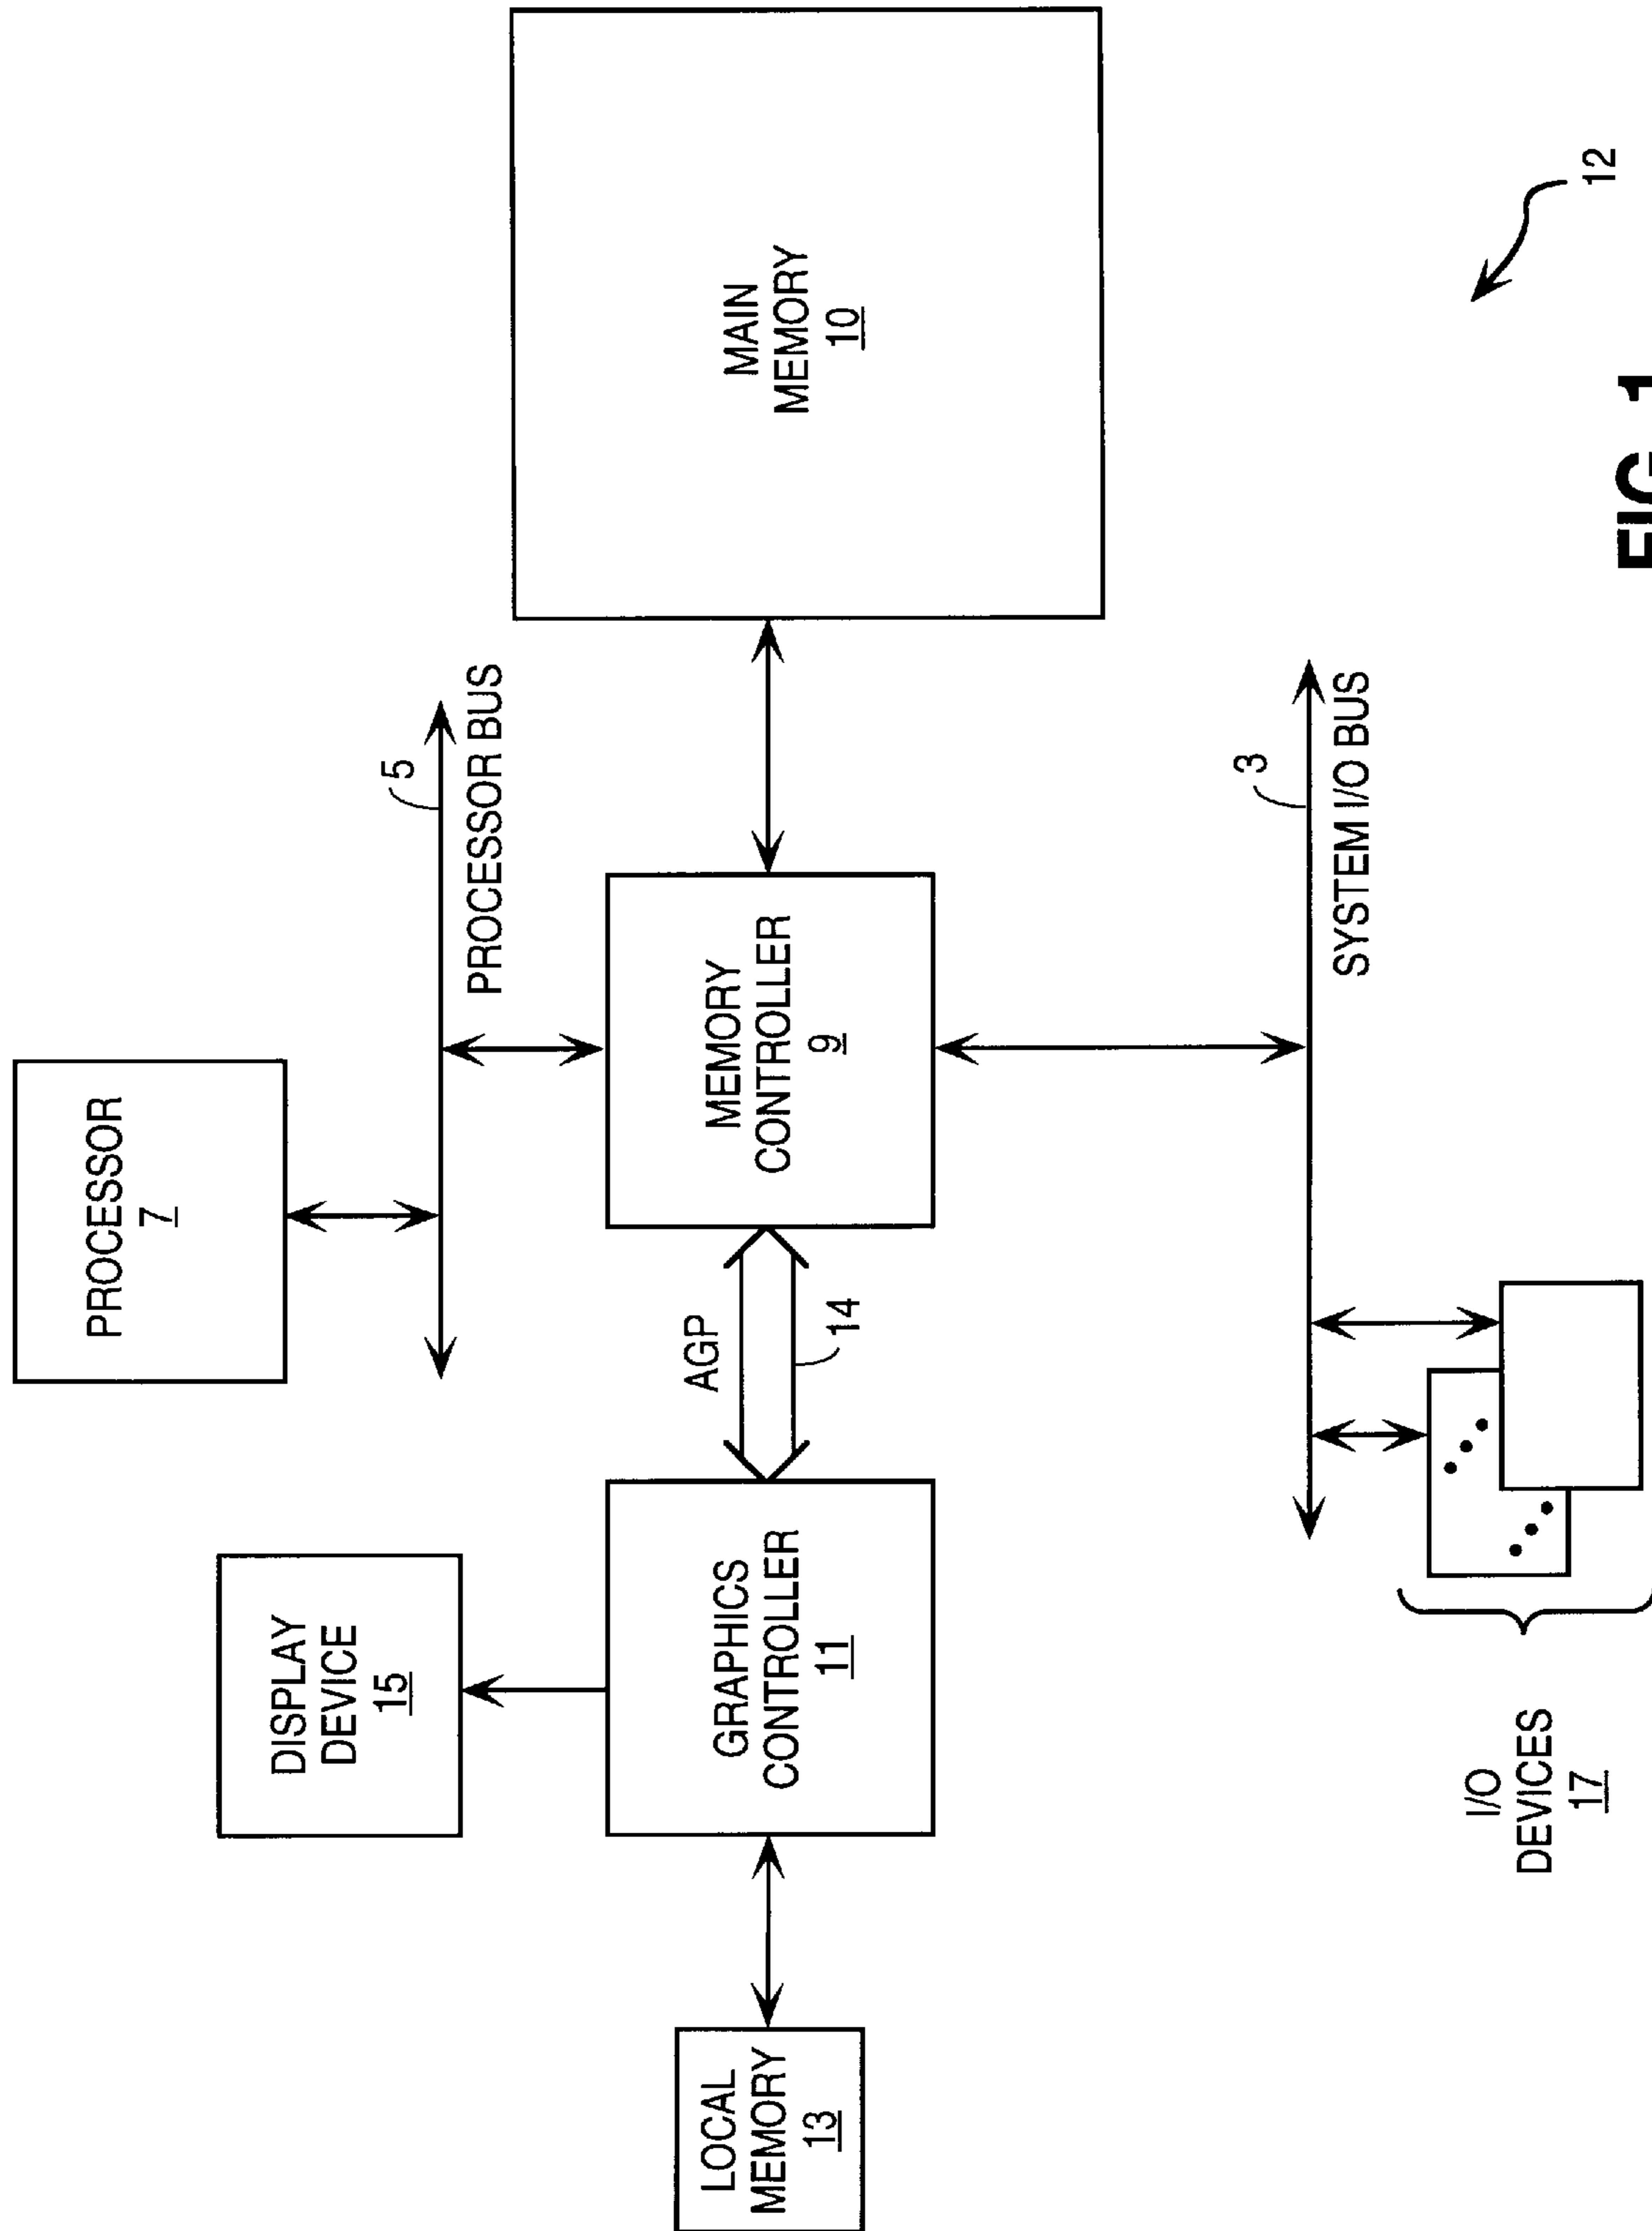 PROCESSOR
7
5
PROCESSOR BUS
DISPLAY
DEVICE
15
LOCAL
MEMORY
13
GRAPHICS
CONTROLLER
11
AGP
14
MEMORY
CONTROLLER
9
MAIN
MEMORY
10
3
SYSTEM I/O BUS
I/O
DEVICES
17
12
FIG. 1